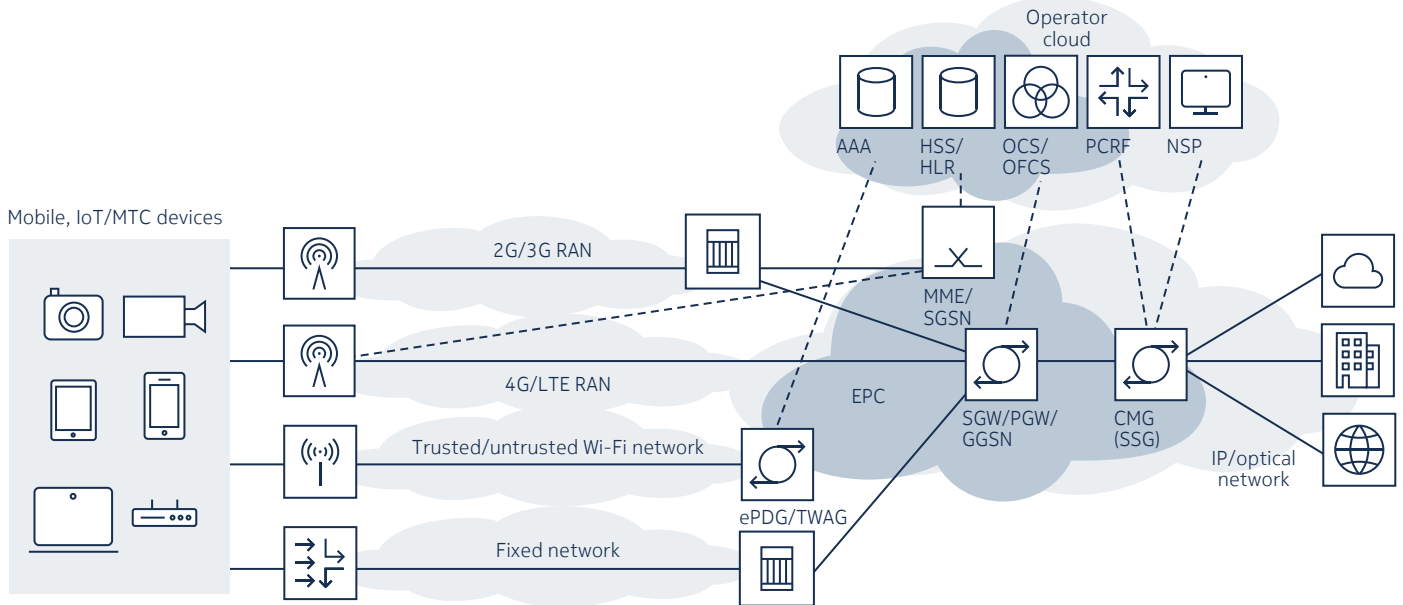 Operator
cloud
AAA
HSS/
HLR
OCS/
OFCS
PCRF
NSP
Mobile, IoT/MTC devices
2G/3G RAN
MME/
SGSN
4G/LTE RAN
EPC
SGW/PGW/
GGSN
CMG
(SSG)
Trusted/untrusted Wi-Fi network
IP/optical
network
ePDG/TWAG
Fixed network